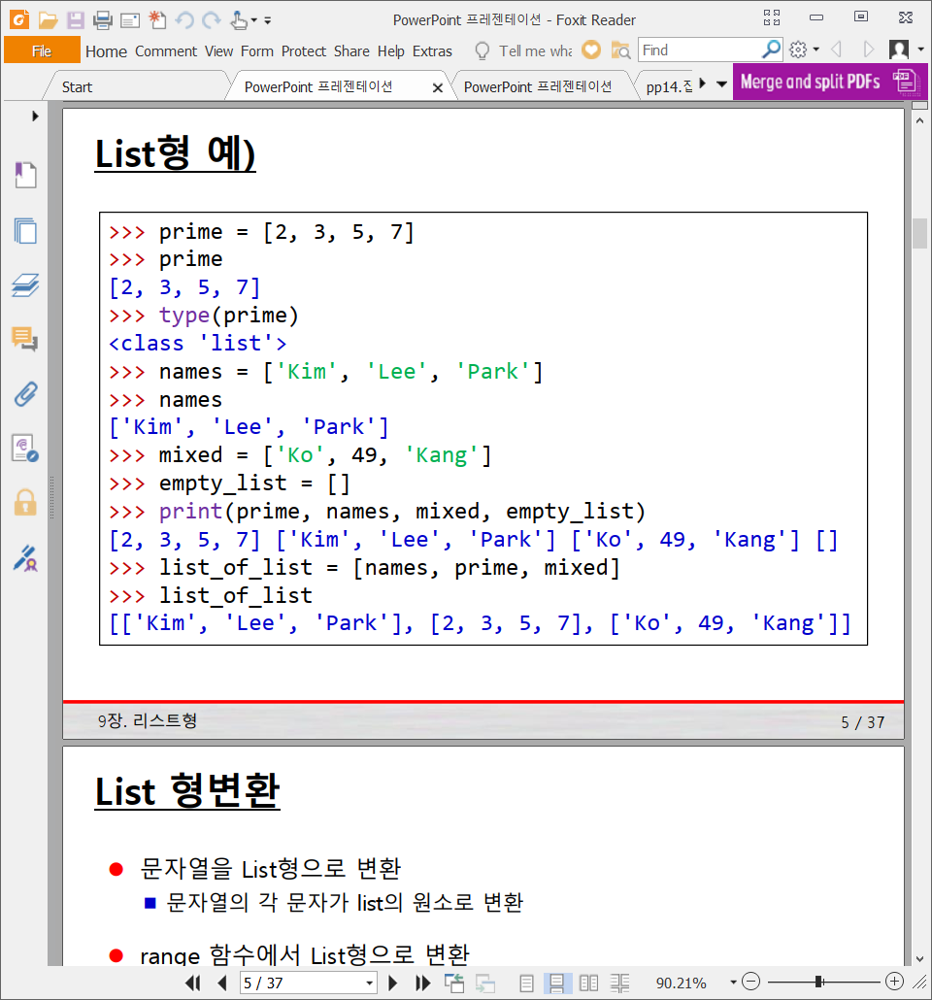 PowerPoint 프레젠테이션 - Foxit Reader
File Home Comment View Form Protect Share Help Extras Tell me wha Find
Start PowerPoint 프레젠테이션 PowerPoint 프레젠테이션 pp14.집 Merge and split PDFs
List형 예)
>>> prime = [2, 3, 5, 7]
>>> prime
[2, 3, 5, 7]
>>> type(prime)
<class 'list'>
>>> names = ['Kim', 'Lee', 'Park']
>>> names
['Kim', 'Lee', 'Park']
>>> mixed = ['Ko', 49, 'Kang']
>>> empty_list = []
>>> print(prime, names, mixed, empty_list)
[2, 3, 5, 7] ['Kim', 'Lee', 'Park'] ['Ko', 49, 'Kang'] []
>>> list_of_list = [names, prime, mixed]
>>> list_of_list
[['Kim', 'Lee', 'Park'], [2, 3, 5, 7], ['Ko', 49, 'Kang']]
9장. 리스트형 5 / 37
List 형변환
문자열을 List형으로 변환
문자열의 각 문자가 list의 원소로 변환
range 함수에서 List형으로 변환
5 / 37 90.21%